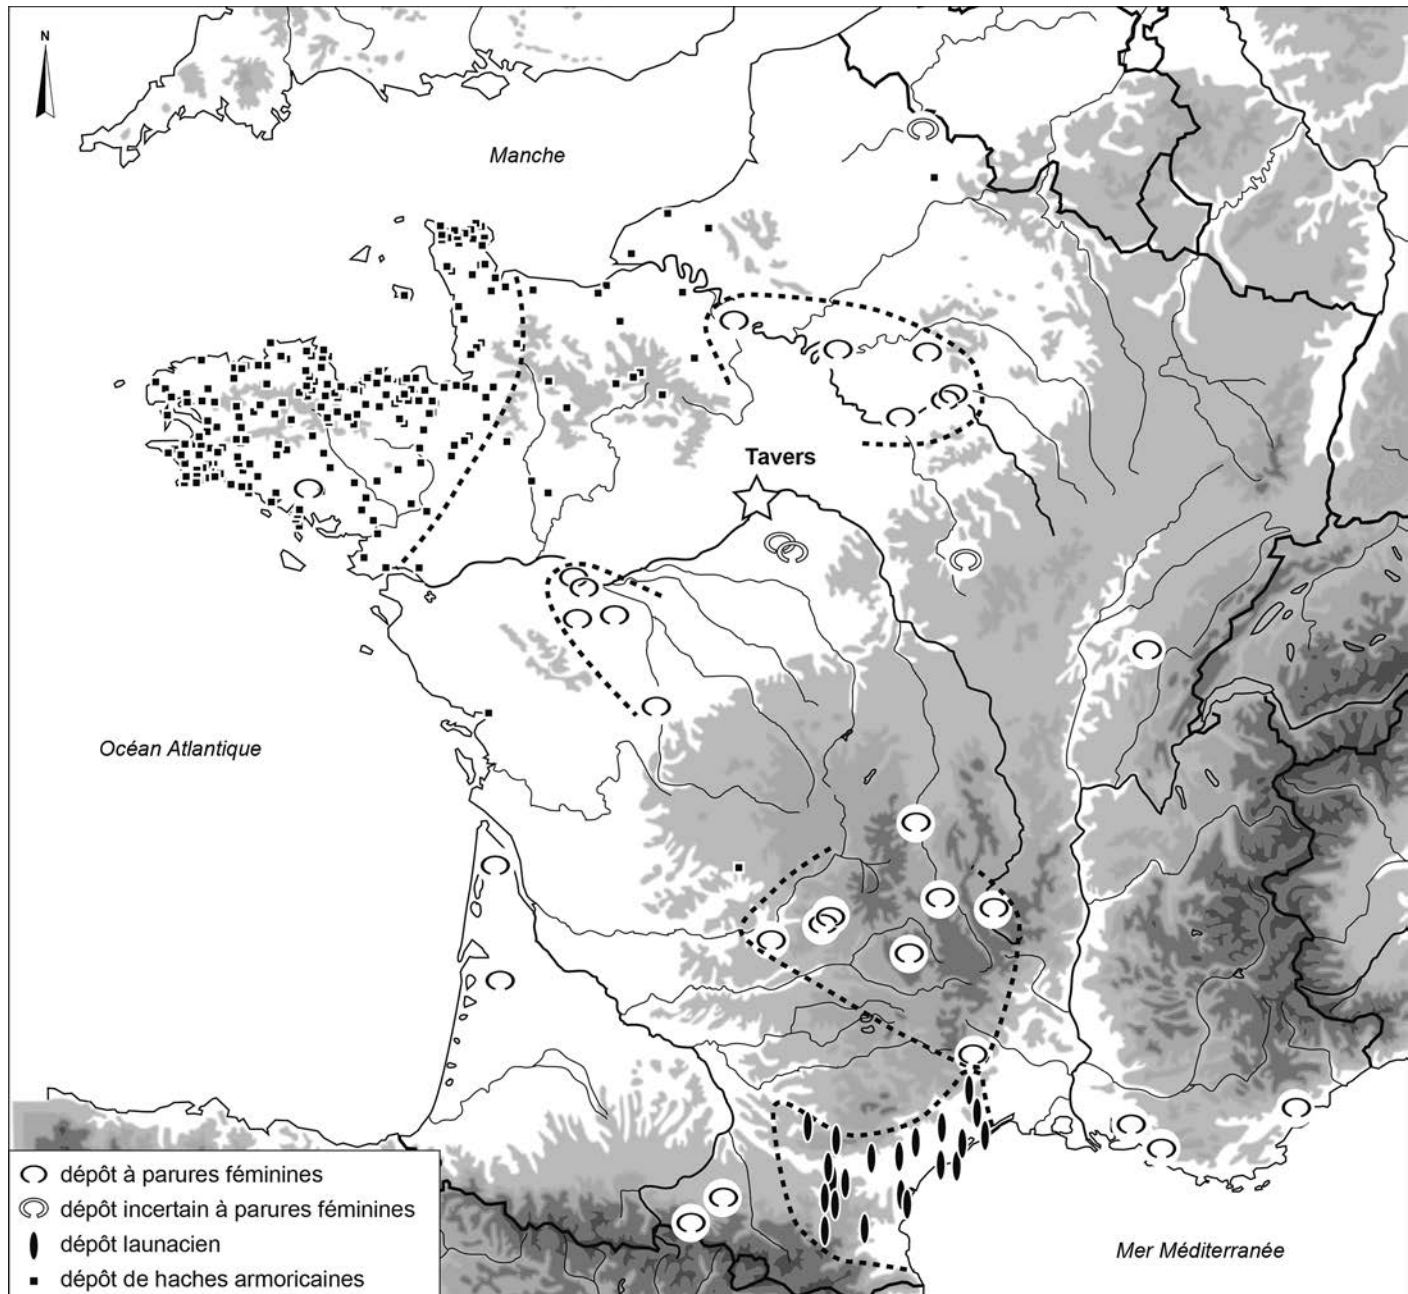 N
Manche
Tavers
Océan Atlantique
dépôt à parures féminines
dépôt incertain à parures féminines
dépôt launacien
dépôt de haches armoricaines
Mer Méditerranée